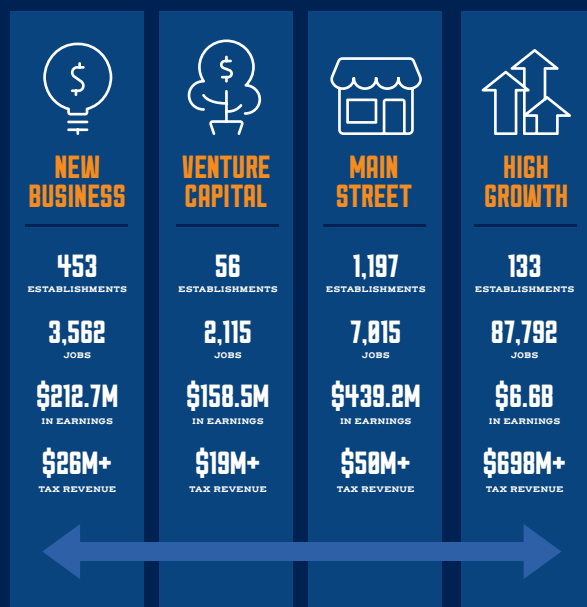 $
NEW
BUSINESS
453
ESTABLISHMENTS
3,562
JOBS
$212.7M
IN EARNINGS
$26M+
TAX REVENUE
$
VENTURE
CAPITAL
56
ESTABLISHMENTS
2,115
JOBS
$158.5M
IN EARNINGS
$19M+
TAX REVENUE
MAIN
STREET
1,197
ESTABLISHMENTS
7,015
JOBS
$439.2M
IN EARNINGS
$50M+
TAX REVENUE
HIGH
GROWTH
133
ESTABLISHMENTS
87,792
JOBS
$6.6B
IN EARNINGS
$698M+
TAX REVENUE